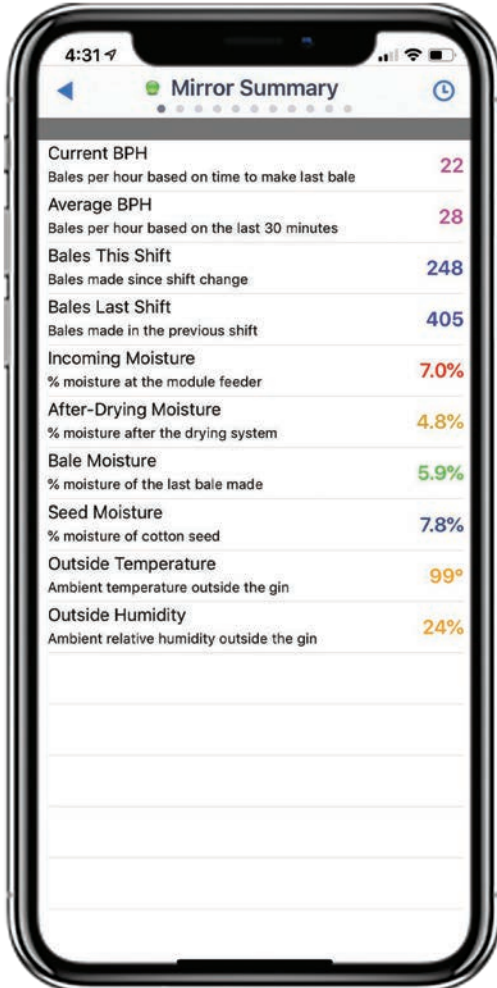 4:31
Mirror Summary
Current BPH
Bales per hour based on time to make last bale
22
Average BPH
Bales per hour based on the last 30 minutes
28
Bales This Shift
Bales made since shift change
248
Bales Last Shift
Bales made in the previous shift
405
Incoming Moisture
% moisture at the module feeder
7.0%
After-Drying Moisture
% moisture after the drying system
4.8%
Bale Moisture
% moisture of the last bale made
5.9%
Seed Moisture
% moisture of cotton seed
7.8%
Outside Temperature
Ambient temperature outside the gin
99°
Outside Humidity
Ambient relative humidity outside the gin
24%